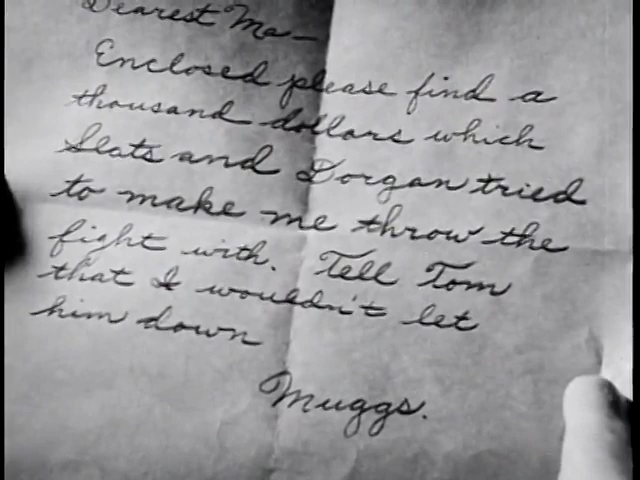 Dearest Ma—
Enclosed please find a
thousand dollars which
Slats and Dorgan tried
to make me throw the
fight with. Tell Tom
that I wouldn't let
him down
Muggs.